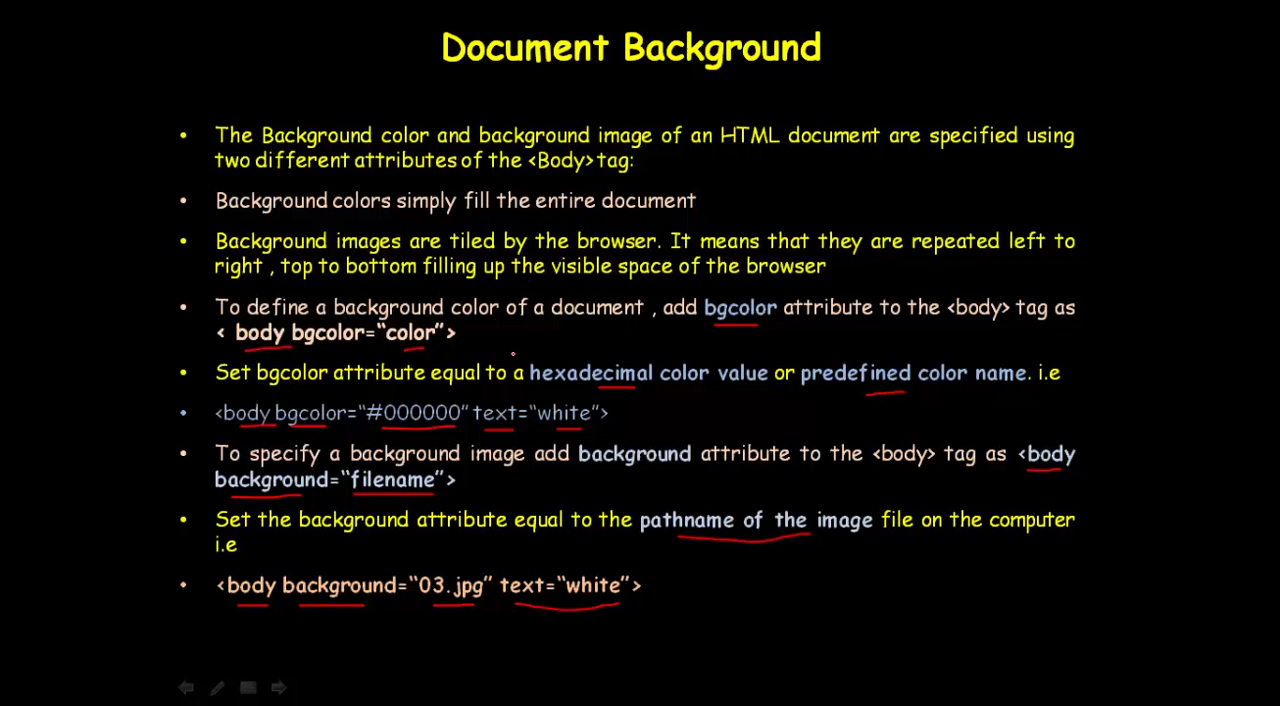 Document Background
• The Background color and background image of an HTML document are specified using
two different attributes of the <Body> tag:
• Background colors simply fill the entire document
• Background images are tiled by the browser. It means that they are repeated left to
right , top to bottom filling up the visible space of the browser
• To define a background color of a document , add bgcolor attribute to the <body> tag as
< body bgcolor=“color”>
• Set bgcolor attribute equal to a hexadecimal color value or predefined color name. i.e
• <body bgcolor=“#000000” text=“white”>
• To specify a background image add background attribute to the <body> tag as <body
background=“filename”>
• Set the background attribute equal to the pathname of the image file on the computer
i.e
• <body background=“03.jpg” text=“white”>